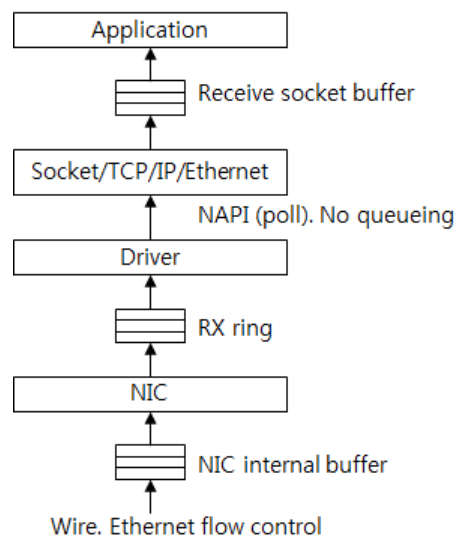 Application
Receive socket buffer
Socket/TCP/IP/Ethernet
NAPI (poll). No queueing
Driver
RX ring
NIC
NIC internal buffer
Wire. Ethernet flow control